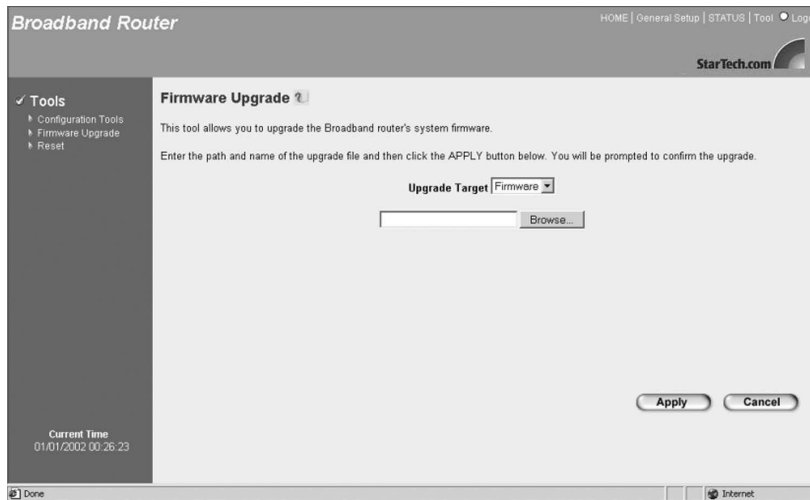 Broadband Router
HOME | General Setup | STATUS | Tool
StarTech.com
Tools
Configuration Tools
Firmware Upgrade
Reset
Current Time
01/01/2002 00:26:23
Firmware Upgrade
This tool allows you to upgrade the Broadband router's system firmware.
Enter the path and name of the upgrade file and then click the APPLY button below. You will be prompted to confirm the upgrade.
Upgrade Target Firmware
Browse...
Apply Cancel
Done Internet